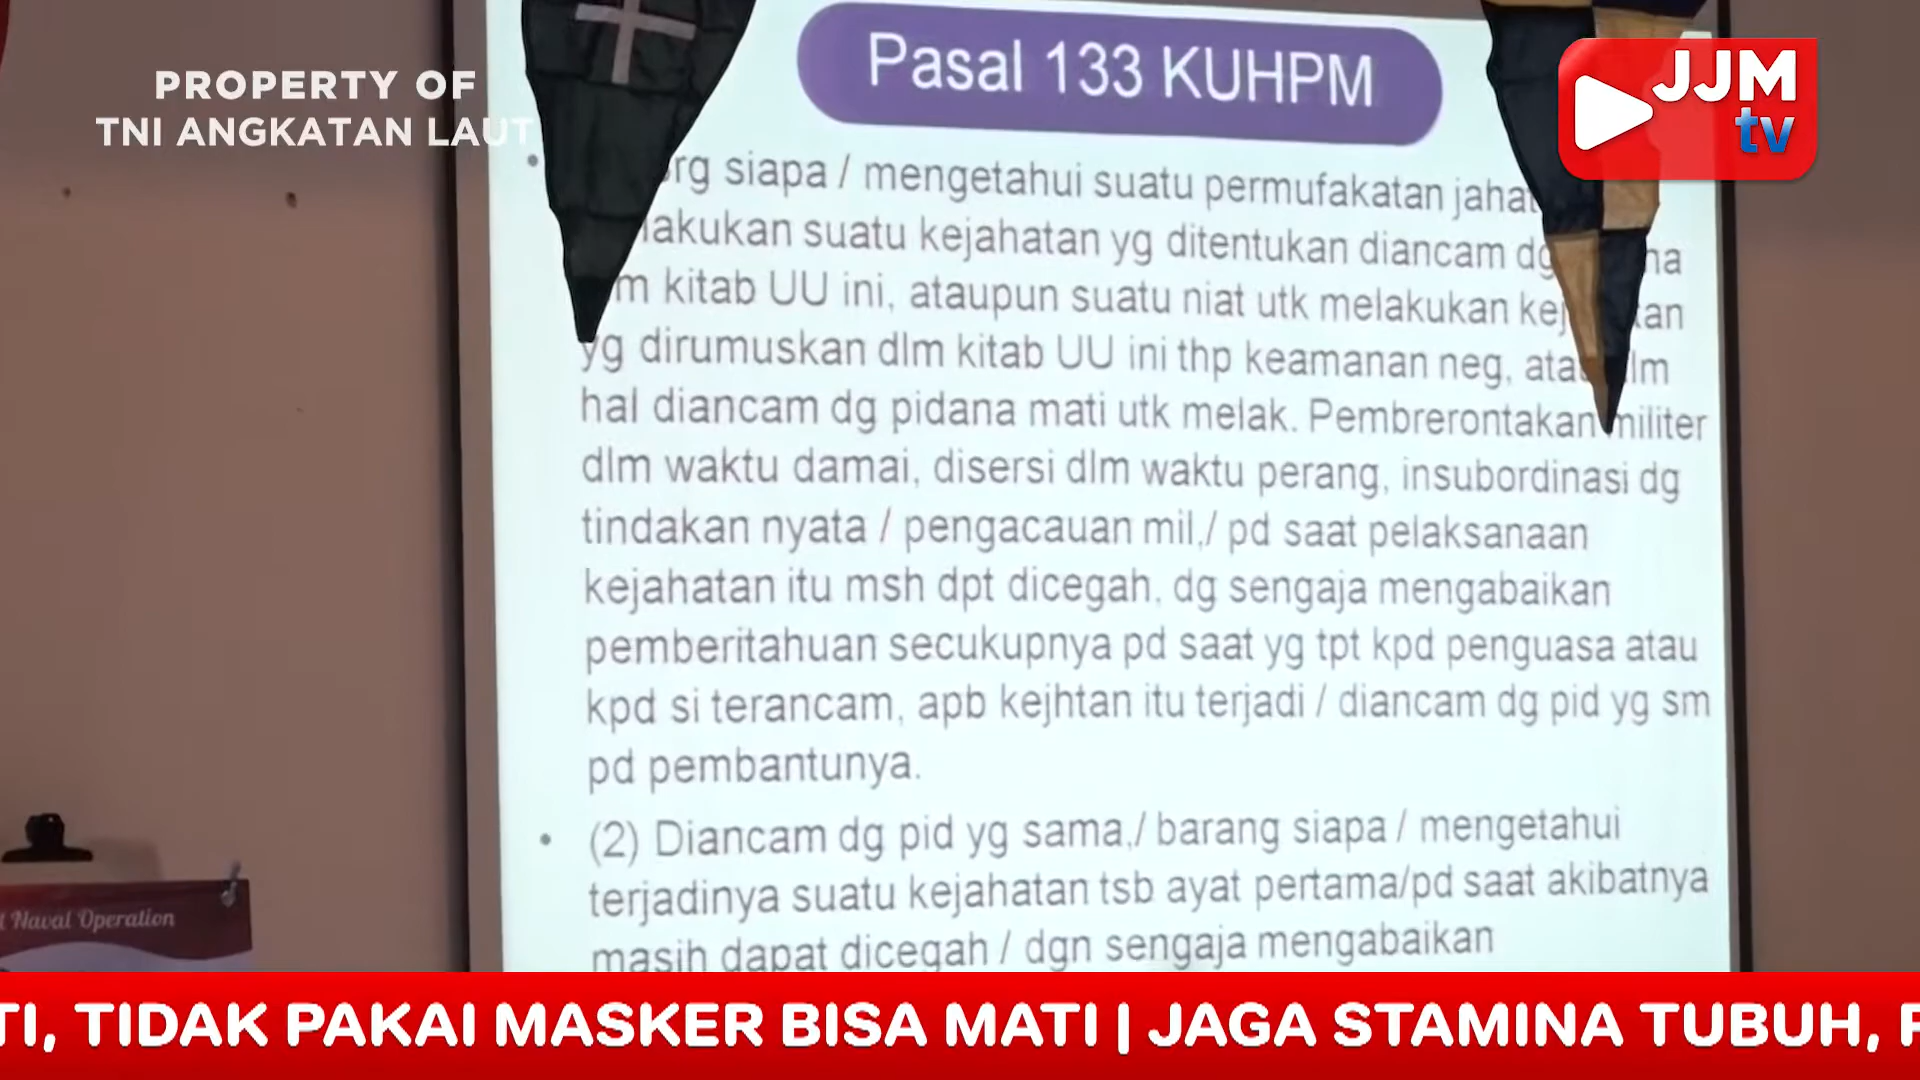 PROPERTY OF
TNI ANGKATAN LAUT
JJM
tv
Pasal 133 KUHPM
siapa / mengetahui suatu permufakatan jahat
suatu kejahatan yg ditentukan diancam dg
kitab UU ini, ataupun suatu niat utk melakukan
yg dirumuskan dlm kitab UU ini thp keamanan neg, atau dlm
hal diancam dg pidana mati utk melak. Pembrerontakan militer
dlm waktu damai, disersi dlm waktu perang, insubordinasi dg
tindakan nyata / pengacauan mil,/ pd saat pelaksanaan
kejahatan itu msh dpt dicegah, dg sengaja mengabaikan
pemberitahuan secukupnya pd saat yg tpt kpd penguasa atau
kpd si terancam, apb kejhtan itu terjadi / diancam dg pid yg sm
pd pembantunya.
• (2) Diancam dg pid yg sama,/ barang siapa / mengetahui
terjadinya suatu kejahatan tsb ayat pertama/pd saat akibatnya
masih dapat dicegah / dgn sengaja mengabaikan
Naval Operation
TI, TIDAK PAKAI MASKER BISA MATI | JAGA STAMINA TUBUH,